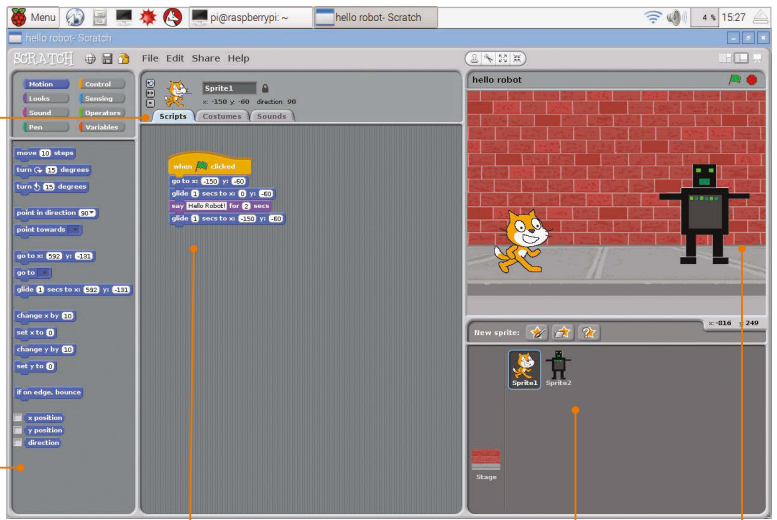 Menu pi@raspberrypi: ~ hello robot- Scratch 4 % 15:27
hello robot- Scratch
SCRATCH File Edit Share Help
Motion Control
Looks Sensing
Sound Operators
Pen Variables
Sprite1
x: -150 y: -60 direction: 90
Scripts Costumes Sounds
move 10 steps
turn 15 degrees
turn 15 degrees
point in direction 90
point towards
go to x: 592 y: -131
go to
glide 1 secs to x: 592 y: -131
change x by 10
set x to 0
change y by 10
set y to 0
if on edge, bounce
x position
y position
direction
when clicked
go to x: -150 y: -60
glide 1 secs to x: 0 y: -60
say Hello Robot! for 2 secs
glide 1 secs to x: -150 y: -60
hello robot
x: -816 y: 249
New sprite:
Sprite1 Sprite2
Stage